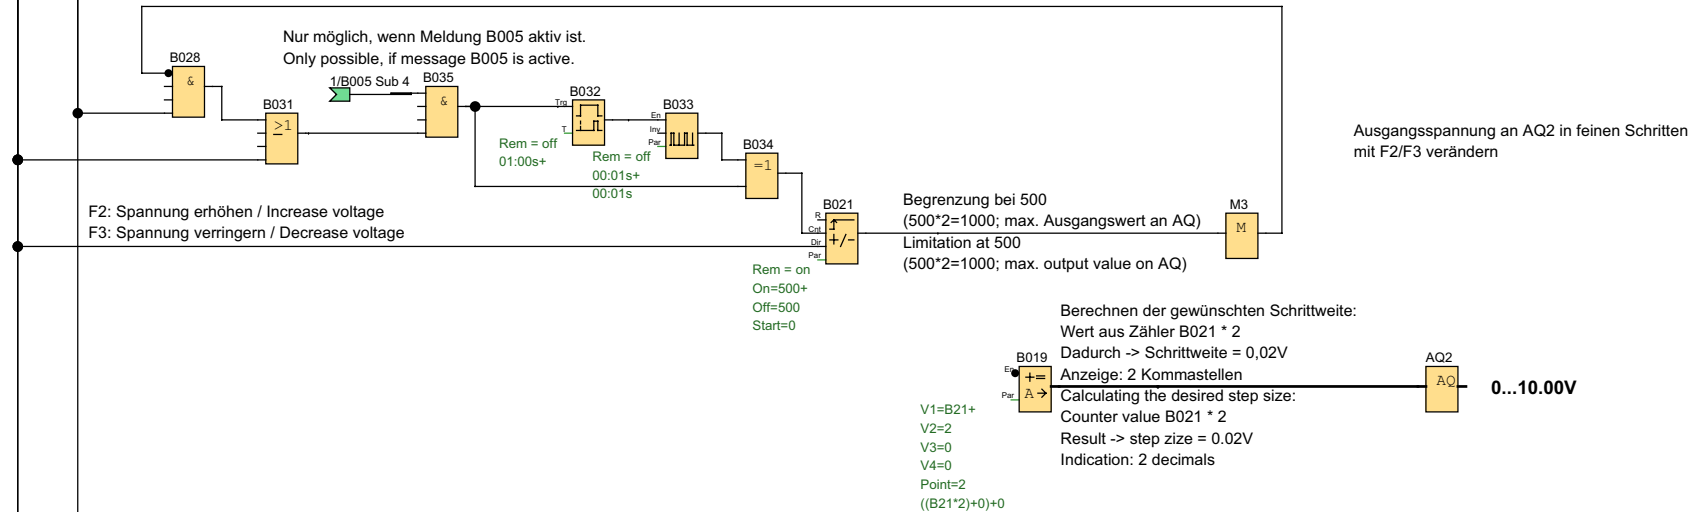 Nur möglich, wenn Meldung B005 aktiv ist.
Only possible, if message B005 is active.
B028
&
1/B005 Sub 4
B035
&
B031
>1
B032
Trg
T
Rem = off
01:00s+
B033
En
Inv
Par
Rem = off
00:01s+
00:01s
B034
=1
Ausgangsspannung an AQ2 in feinen Schritten
mit F2/F3 verändern
F2: Spannung erhöhen / Increase voltage
F3: Spannung verringern / Decrease voltage
B021
R
Cnt
Dir
Par
+/-
Rem = on
On=500+
Off=500
Start=0
Begrenzung bei 500
(500*2=1000; max. Ausgangswert an AQ)
Limitation at 500
(500*2=1000; max. output value on AQ)
M3
M
Berechnen der gewünschten Schrittweite:
Wert aus Zähler B021 * 2
Dadurch -> Schrittweite = 0,02V
Anzeige: 2 Kommastellen
Calculating the desired step size:
Counter value B021 * 2
Result -> step zize = 0.02V
Indication: 2 decimals
B019
En
Par
+=
A→
V1=B21+
V2=2
V3=0
V4=0
Point=2
((B21*2)+0)+0
AQ2
AQ
0...10.00V